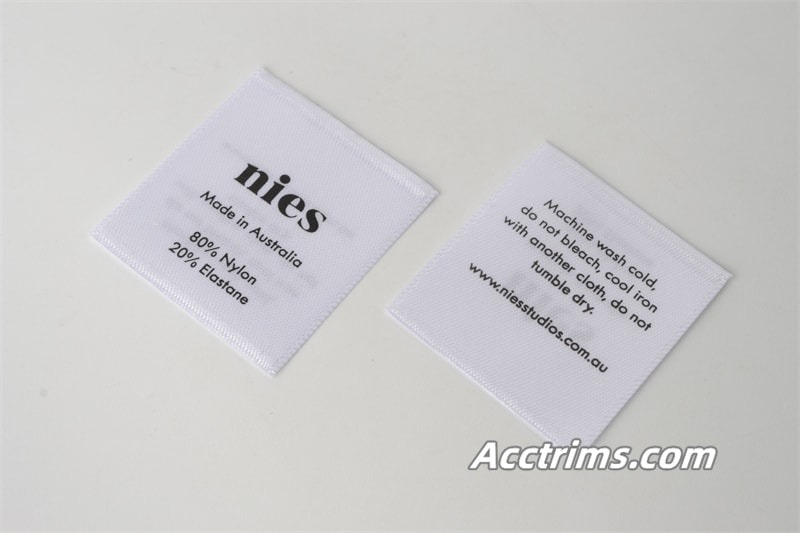 nies
Made in Australia
80% Nylon
20% Elastane
Machine wash cold,
do not bleach, cool iron
with another cloth, do not
tumble dry.
www.niesstudios.com.au
Acctrims.com